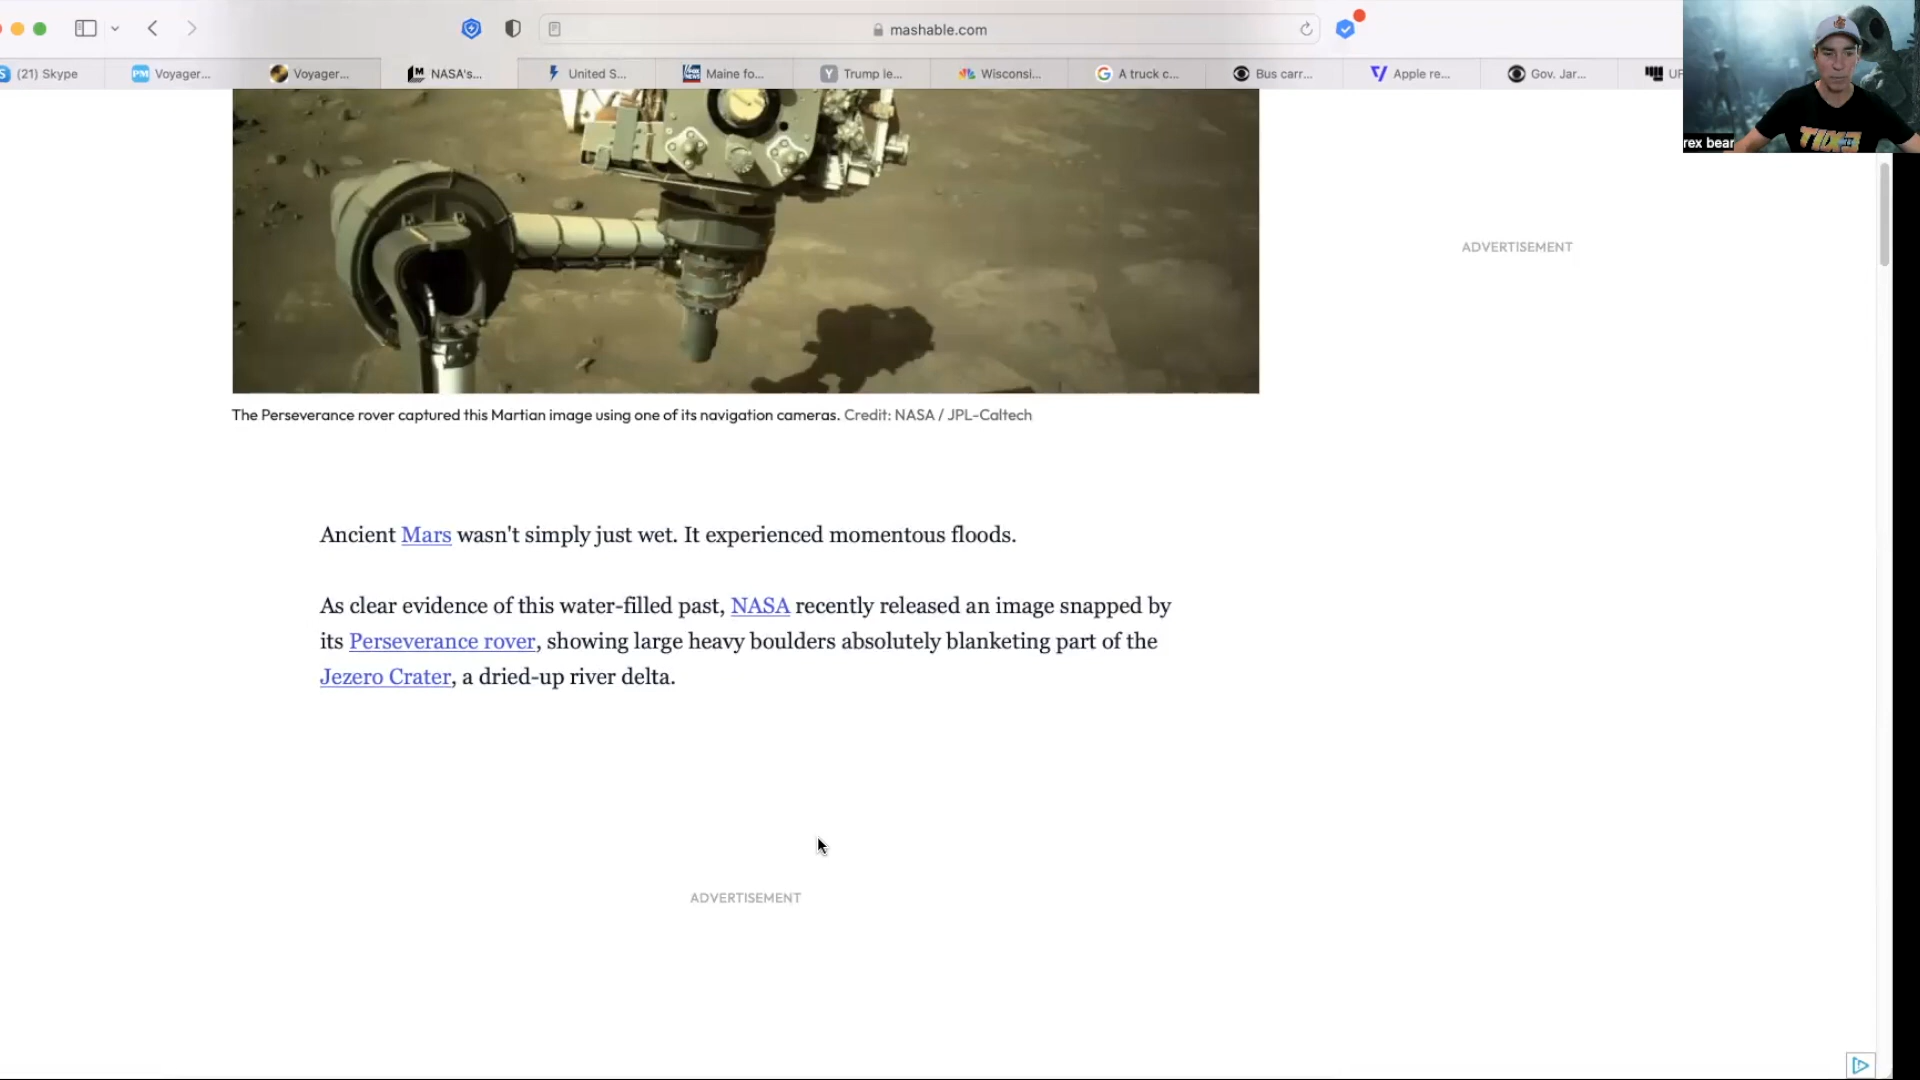 mashable.com
(21) Skype
PM Voyager...
Voyager...
NASA's...
United S...
Maine fo...
Y Trump le...
Wisconsi...
G A truck c...
Bus carr...
Apple re...
Gov. Jar...
UF
rex bear
ADVERTISEMENT
The Perseverance rover captured this Martian image using one of its navigation cameras. Credit: NASA / JPL-Caltech
Ancient Mars wasn't simply just wet. It experienced momentous floods.
As clear evidence of this water-filled past, NASA recently released an image snapped by
its Perseverance rover, showing large heavy boulders absolutely blanketing part of the
Jezero Crater, a dried-up river delta.
ADVERTISEMENT